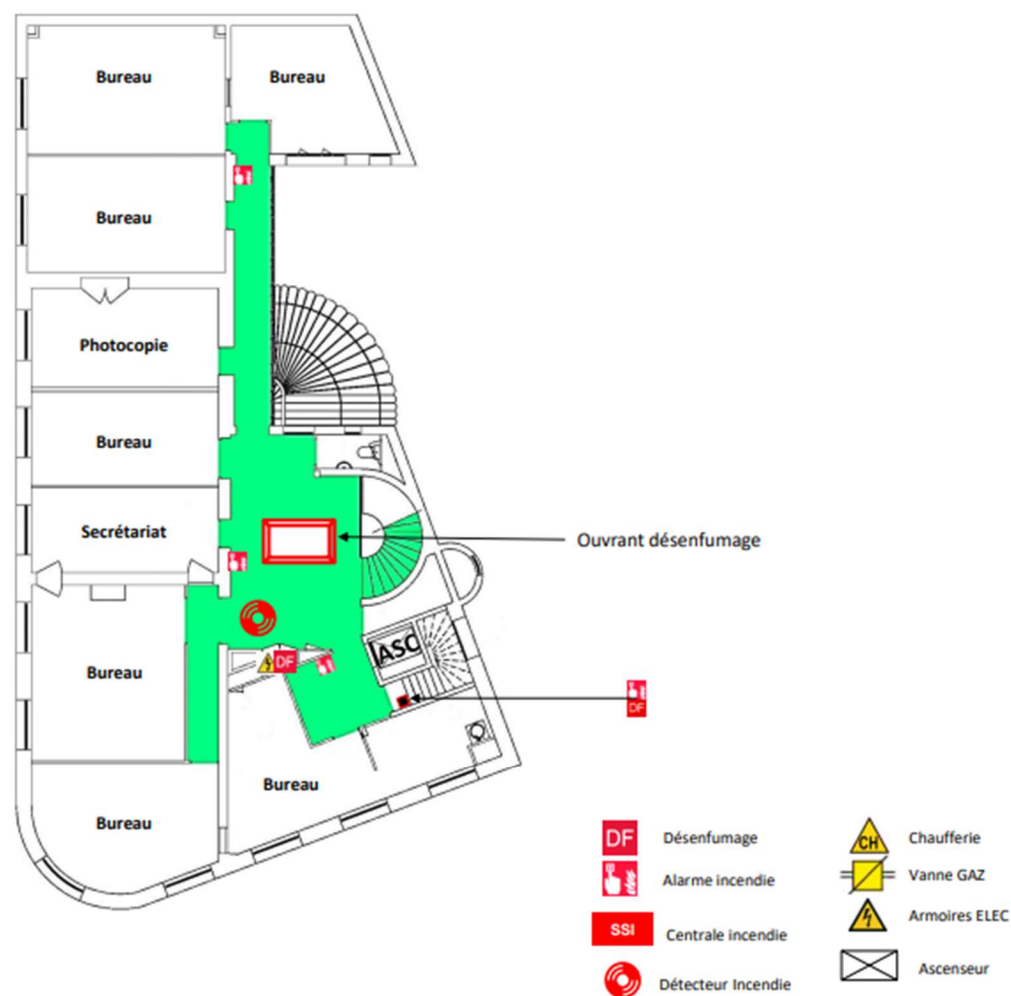 Bureau
Bureau
Bureau
Photocopie
Bureau
Secrétariat
Ouvrant désenfumage
ASC
DF
Bureau
DF
Bureau
Bureau
DF Désenfumage
Alarme incendie
SSI Centrale incendie
Détecteur Incendie
CH Chaufferie
Vanne GAZ
Armoires ELEC
Ascenseur